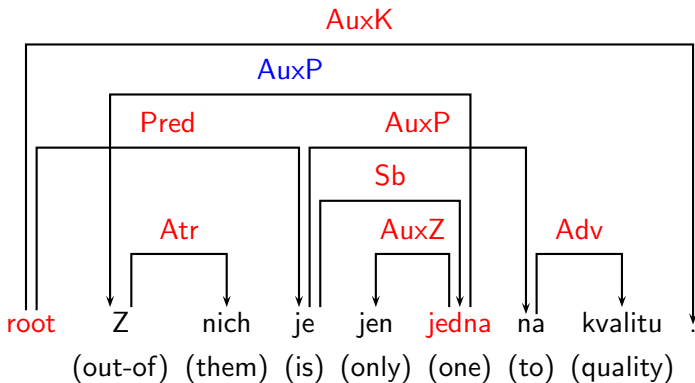 AuxK
AuxP
Pred AuxP
Sb
Atr AuxZ Adv
root Z nich je jen jedna na kvalitu .
(out-of) (them) (is) (only) (one) (to) (quality)